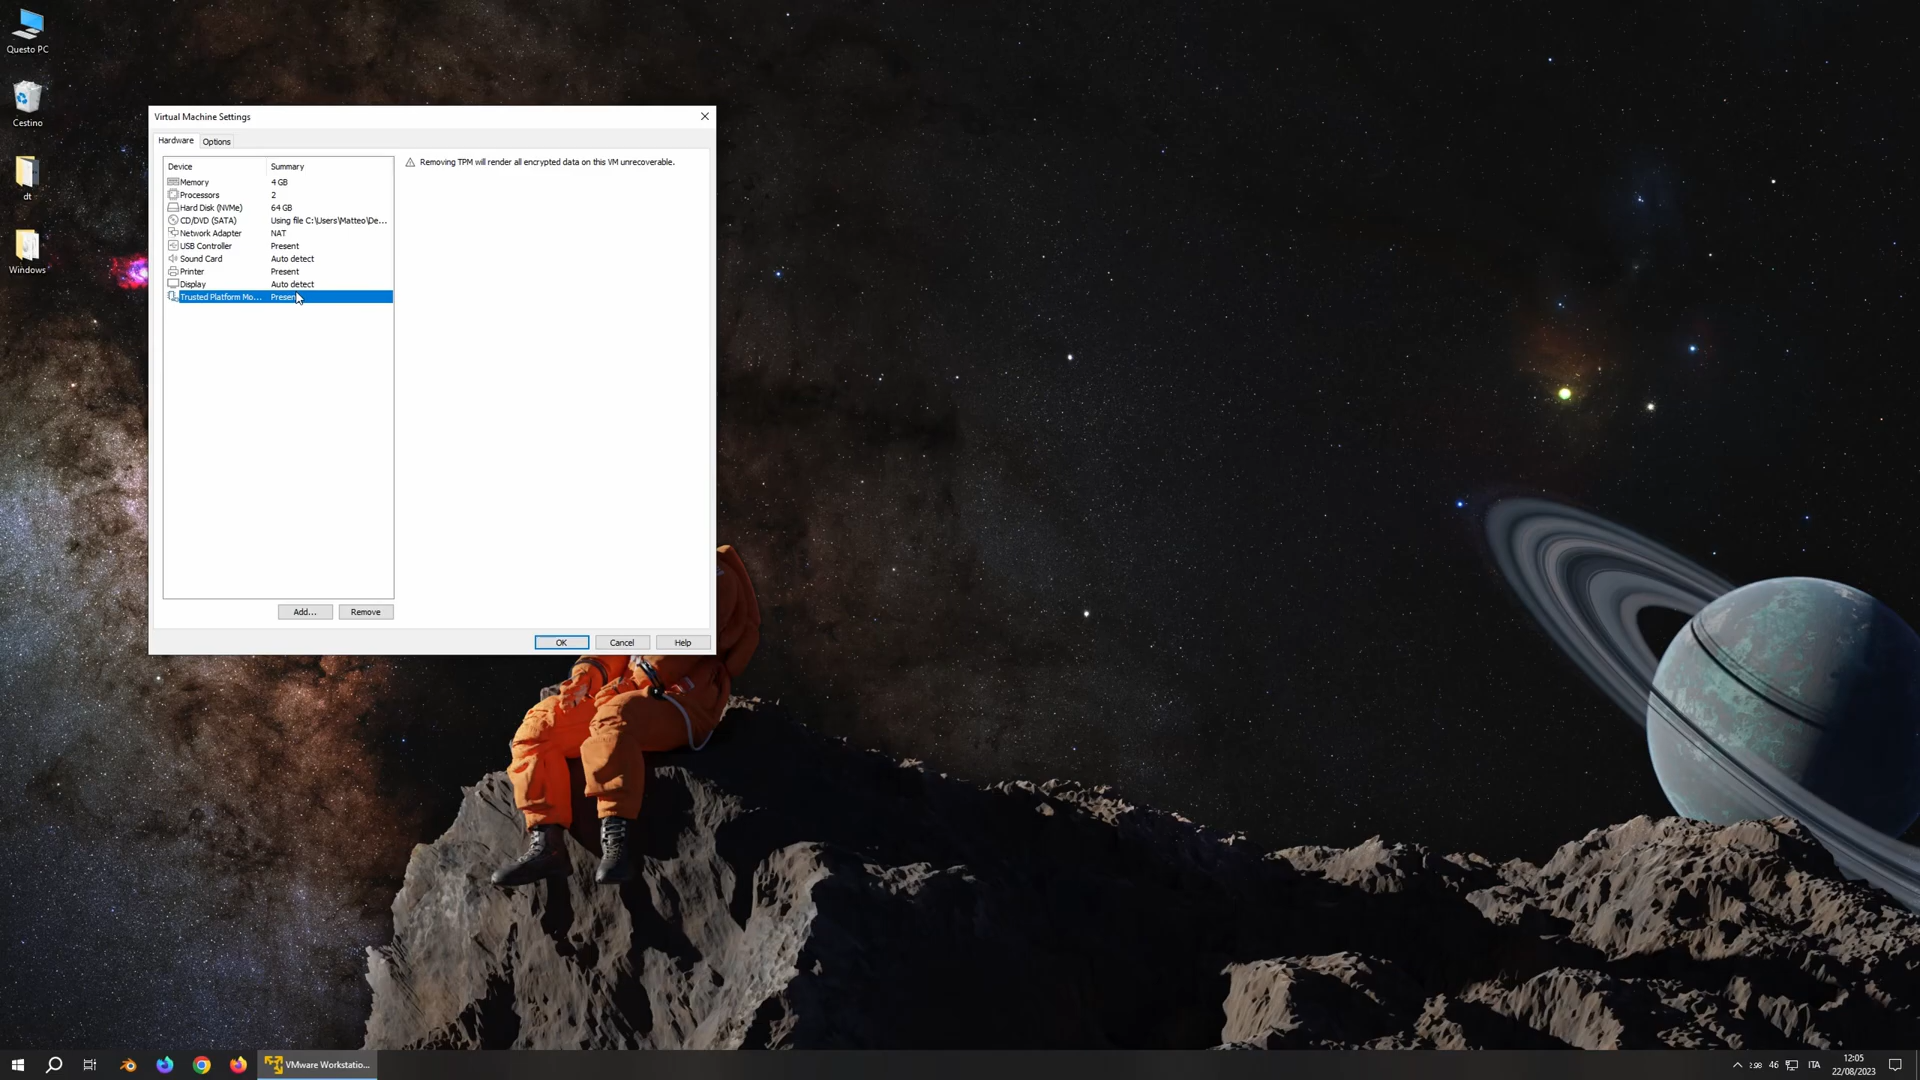 Questo PC
Cestino
dt
Windows
Virtual Machine Settings
Hardware
Options
Device Summary
Memory 4 GB
Processors 2
Hard Disk (NVMe) 64 GB
CD/DVD (SATA) Using file C:\Users\Matteo\De...
Network Adapter NAT
USB Controller Present
Sound Card Auto detect
Printer Present
Display Auto detect
Trusted Platform Mo... Present
Removing TPM will render all encrypted data on this VM unrecoverable.
Add...
Remove
OK
Cancel
Help
VMware Workstatio...
2.98
46
ITA
12:05
22/08/2023